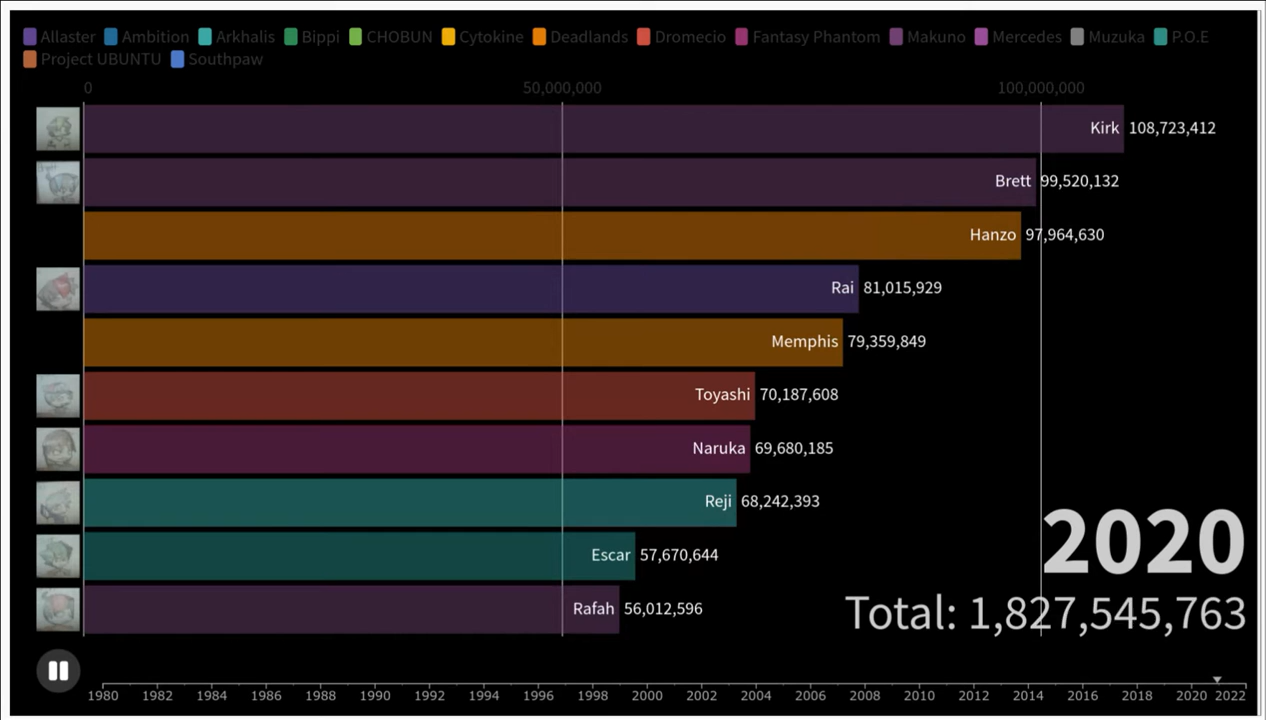 Allaster Ambition Arkhalis Bippi CHOBUN Cytokine Deadlands Dromecio Fantasy Phantom Makuno Mercedes Muzuka P.O.E
Project UBUNTU Southpaw
0 50,000,000 100,000,000
Kirk 108,723,412
Brett 99,520,132
Hanzo 97,964,630
Rai 81,015,929
Memphis 79,359,849
Toyashi 70,187,608
Naruka 69,680,185
Reji 68,242,393
Escar 57,670,644
Rafah 56,012,596
2020
Total: 1,827,545,763
1980 1982 1984 1986 1988 1990 1992 1994 1996 1998 2000 2002 2004 2006 2008 2010 2012 2014 2016 2018 2020 2022